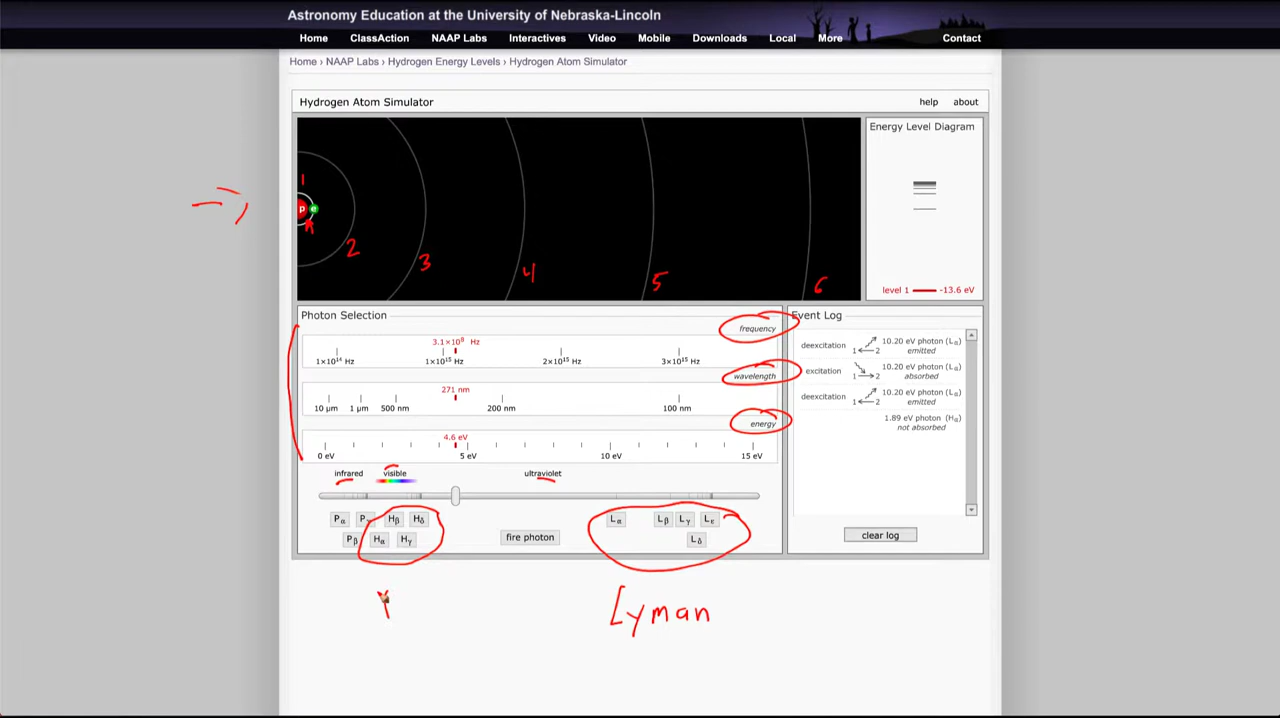 Astronomy Education at the University of Nebraska-Lincoln
Home ClassAction NAAP Labs Interactives Video Mobile Downloads Local More Contact
Home › NAAP Labs › Hydrogen Energy Levels › Hydrogen Atom Simulator
Hydrogen Atom Simulator help about
Energy Level Diagram
1
p e
2
3
4
5
6
level 1 -13.6 eV
Photon Selection
frequency
3.1×10⁸ Hz
1×10¹⁴ Hz 1×10¹⁵ Hz 2×10¹⁵ Hz 3×10¹⁵ Hz
wavelength
271 nm
10 μm 1 μm 500 nm 200 nm 100 nm
energy
4.6 eV
0 eV 5 eV 10 eV 15 eV
infrared visible ultraviolet
Pα Pγ Hβ Hδ Lα Lβ Lγ Lε
Pβ Hα Hγ fire photon Lδ
Event Log
deexcitation 1 2 10.20 eV photon (Lα)
emitted
excitation 1 2 10.20 eV photon (Lα)
absorbed
deexcitation 1 2 10.20 eV photon (Lα)
emitted
1.89 eV photon (Hα)
not absorbed
clear log
Lyman